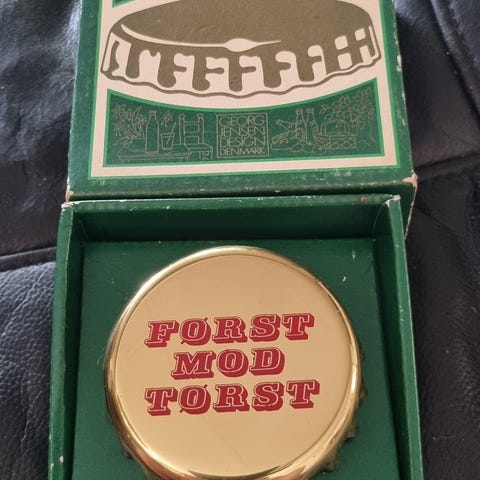 GEORG
JENSEN
DESIGN
DENMARK
FØRST
MOD
TØRST